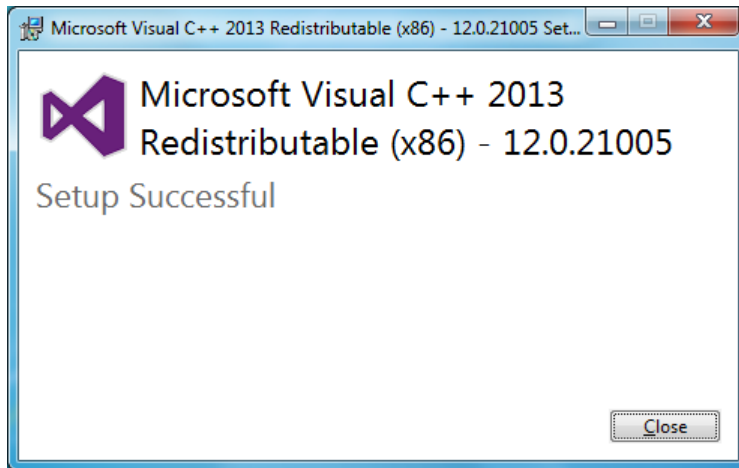 Microsoft Visual C++ 2013 Redistributable (x86) - 12.0.21005 Set...
Microsoft Visual C++ 2013
Redistributable (x86) - 12.0.21005
Setup Successful
Close